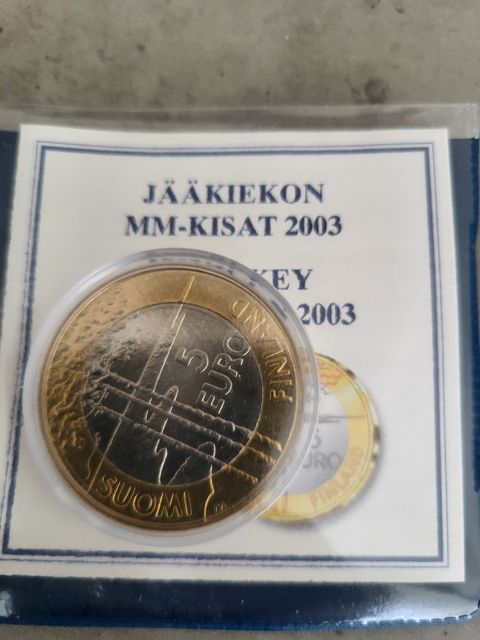 JÄÄKIEKON
MM-KISAT 2003
KEY
2003
5
EURO
FINLAND
SUOMI
5
EURO
FINLAND